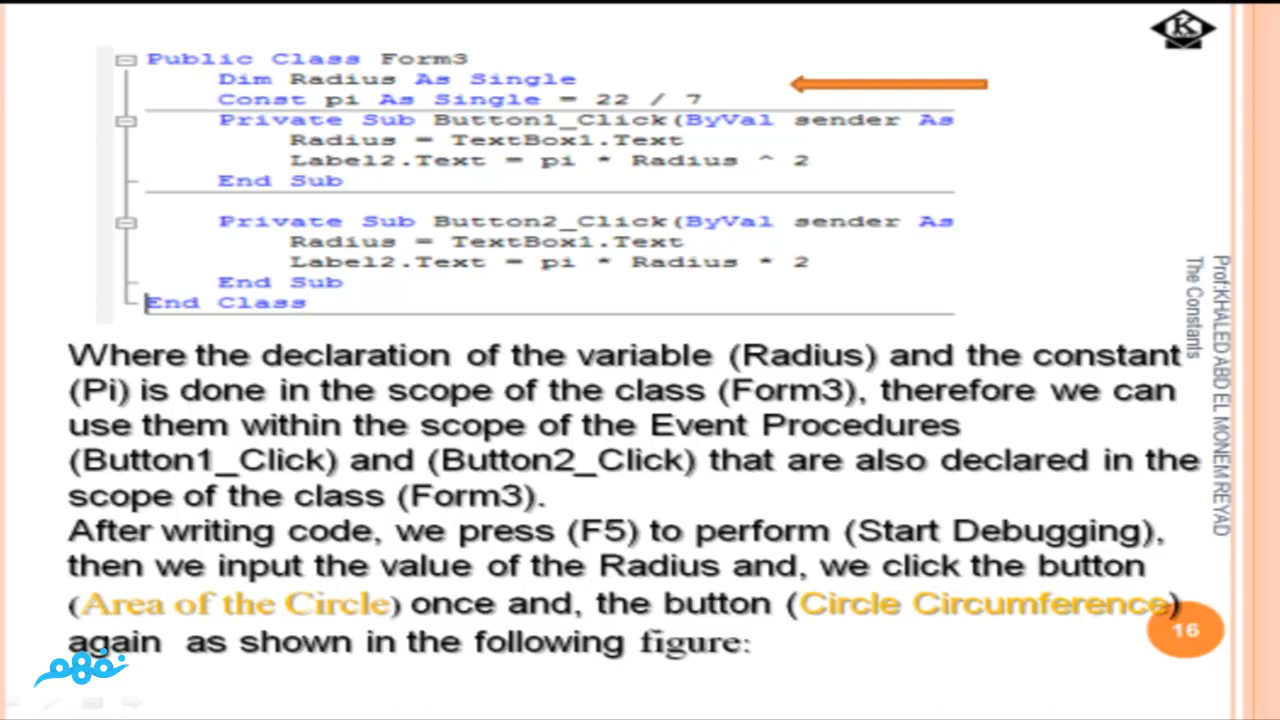 Public Class Form3
Dim Radius As Single
Const pi As Single = 22 / 7
Private Sub Button1_Click(ByVal sender As
Radius = TextBox1.Text
Label2.Text = pi * Radius ^ 2
End Sub
Private Sub Button2_Click(ByVal sender As
Radius = TextBox1.Text
Label2.Text = pi * Radius * 2
End Sub
End Class
Where the declaration of the variable (Radius) and the constant
(Pi) is done in the scope of the class (Form3), therefore we can
use them within the scope of the Event Procedures
(Button1_Click) and (Button2_Click) that are also declared in the
scope of the class (Form3).
After writing code, we press (F5) to perform (Start Debugging),
then we input the value of the Radius and, we click the button
(Area of the Circle) once and, the button (Circle Circumference)
again as shown in the following figure:
Prof:KHALED ABD EL MONEM REYAD
The Constants
16
K
نفهم